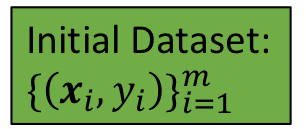 Initial Dataset:
{(𝒙ᵢ, yᵢ)}ᵢ₌₁ᵐ